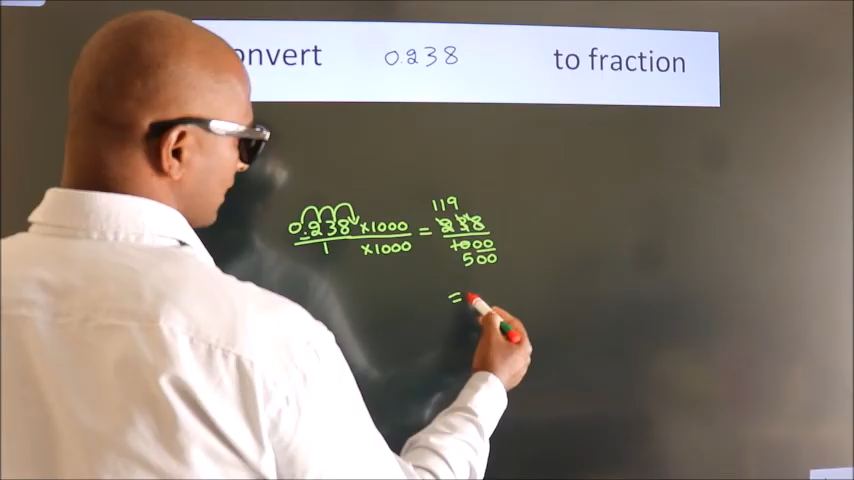 onvert 0.238 to fraction
119
0.238 ×1000 = 238
1 ×1000 1000
500
=